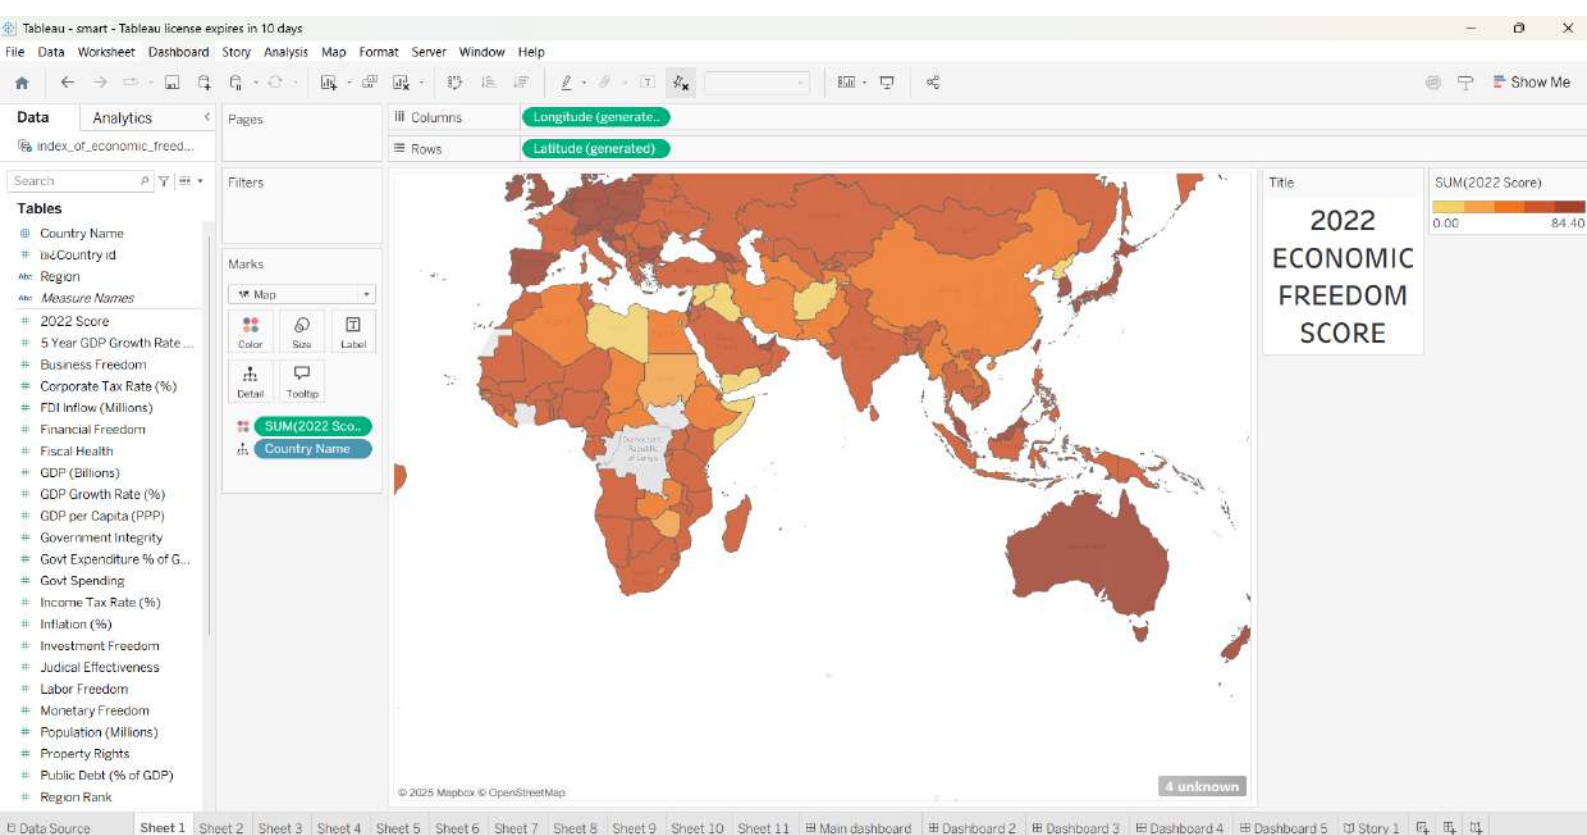 Tableau - smart - Tableau license expires in 10 days
File Data Worksheet Dashboard Story Analysis Map Format Server Window Help
Show Me
Data Analytics
index_of_economic_freed...
Search
Tables
Country Name
ï»¿Country id
Abc Region
Abc Measure Names
# 2022 Score
# 5 Year GDP Growth Rate ...
# Business Freedom
# Corporate Tax Rate (%)
# FDI Inflow (Millions)
# Financial Freedom
# Fiscal Health
# GDP (Billions)
# GDP Growth Rate (%)
# GDP per Capita (PPP)
# Government Integrity
# Govt Expenditure % of G...
# Govt Spending
# Income Tax Rate (%)
# Inflation (%)
# Investment Freedom
# Judical Effectiveness
# Labor Freedom
# Monetary Freedom
# Population (Millions)
# Property Rights
# Public Debt (% of GDP)
# Region Rank
Pages
Filters
Marks
Map
Color Size Label
Detail Tooltip
SUM(2022 Sco..
Country Name
Columns
Longitude (generate..
Rows
Latitude (generated)
Democratic
Republic
of Congo
© 2025 Mapbox © OpenStreetMap
4 unknown
Title
2022
ECONOMIC
FREEDOM
SCORE
SUM(2022 Score)
0.00 84.40
Data Source Sheet 1 Sheet 2 Sheet 3 Sheet 4 Sheet 5 Sheet 6 Sheet 7 Sheet 8 Sheet 9 Sheet 10 Sheet 11 Main dashboard Dashboard 2 Dashboard 3 Dashboard 4 Dashboard 5 Story 1